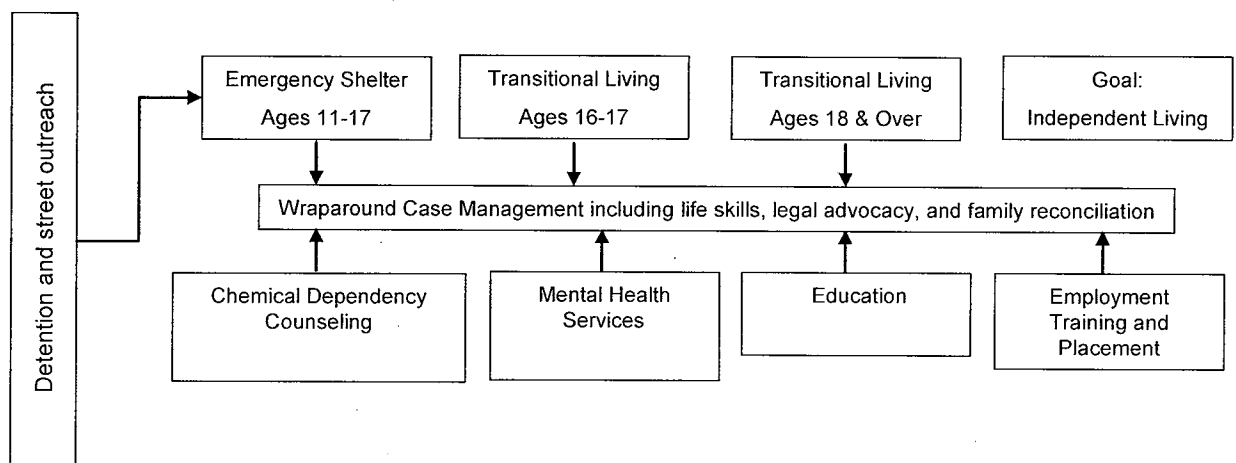 Detention and street outreach
Emergency Shelter
Ages 11-17
Transitional Living
Ages 16-17
Transitional Living
Ages 18 & Over
Goal:
Independent Living
Wraparound Case Management including life skills, legal advocacy, and family reconciliation
Chemical Dependency
Counseling
Mental Health
Services
Education
Employment
Training and
Placement